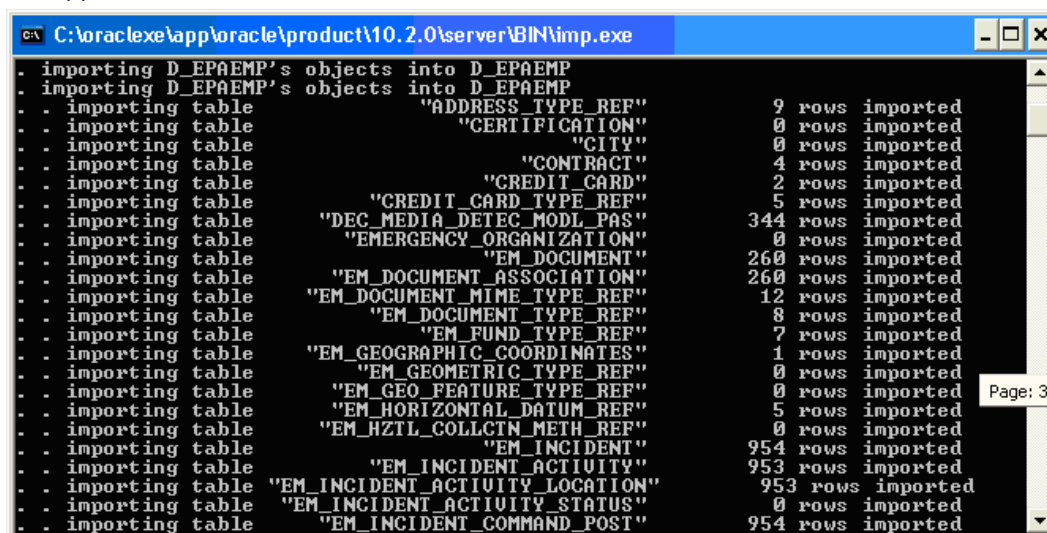 C:\oraclexe\app\oracle\product\10.2.0\server\BIN\imp.exe
. importing D_EPAEMP's objects into D_EPAEMP
. importing D_EPAEMP's objects into D_EPAEMP
. . importing table "ADDRESS_TYPE_REF" 9 rows imported
. . importing table "CERTIFICATION" 0 rows imported
. . importing table "CITY" 0 rows imported
. . importing table "CONTRACT" 4 rows imported
. . importing table "CREDIT_CARD" 2 rows imported
. . importing table "CREDIT_CARD_TYPE_REF" 5 rows imported
. . importing table "DEC_MEDIA_DETEC_MODL_PAS" 344 rows imported
. . importing table "EMERGENCY_ORGANIZATION" 0 rows imported
. . importing table "EM_DOCUMENT" 260 rows imported
. . importing table "EM_DOCUMENT_ASSOCIATION" 260 rows imported
. . importing table "EM_DOCUMENT_MIME_TYPE_REF" 12 rows imported
. . importing table "EM_DOCUMENT_TYPE_REF" 8 rows imported
. . importing table "EM_FUND_TYPE_REF" 7 rows imported
. . importing table "EM_GEOGRAPHIC_COORDINATES" 1 rows imported
. . importing table "EM_GEOMETRIC_TYPE_REF" 0 rows imported
. . importing table "EM_GEO_FEATURE_TYPE_REF" 0 rows imported
Page: 3
. . importing table "EM_HORIZONTAL_DATUM_REF" 5 rows imported
. . importing table "EM_HZTL_COLLCTN_METH_REF" 0 rows imported
. . importing table "EM_INCIDENT" 954 rows imported
. . importing table "EM_INCIDENT_ACTIVITY" 953 rows imported
. . importing table "EM_INCIDENT_ACTIVITY_LOCATION" 953 rows imported
. . importing table "EM_INCIDENT_ACTIVITY_STATUS" 0 rows imported
. . importing table "EM_INCIDENT_COMMAND_POST" 954 rows imported